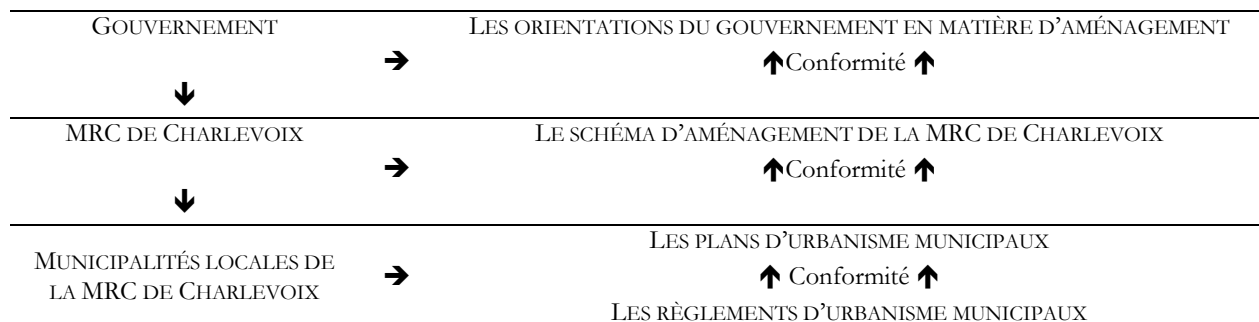 GOUVERNEMENT
LES ORIENTATIONS DU GOUVERNEMENT EN MATIÈRE D’AMÉNAGEMENT
➔
🡹Conformité 🡹
🡻
MRC DE CHARLEVOIX
LE SCHÉMA D’AMÉNAGEMENT DE LA MRC DE CHARLEVOIX
➔
🡹Conformité 🡹
🡻
MUNICIPALITÉS LOCALES DE
LA MRC DE CHARLEVOIX
➔
LES PLANS D’URBANISME MUNICIPAUX
🡹 Conformité 🡹
LES RÈGLEMENTS D’URBANISME MUNICIPAUX